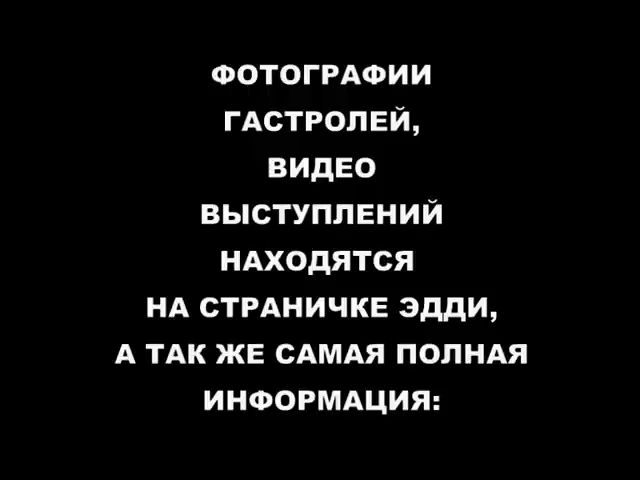 ФОТОГРАФИИ
ГАСТРОЛЕЙ,
ВИДЕО
ВЫСТУПЛЕНИЙ
НАХОДЯТСЯ
НА СТРАНИЧКЕ ЭДДИ,
А ТАК ЖЕ САМАЯ ПОЛНАЯ
ИНФОРМАЦИЯ: